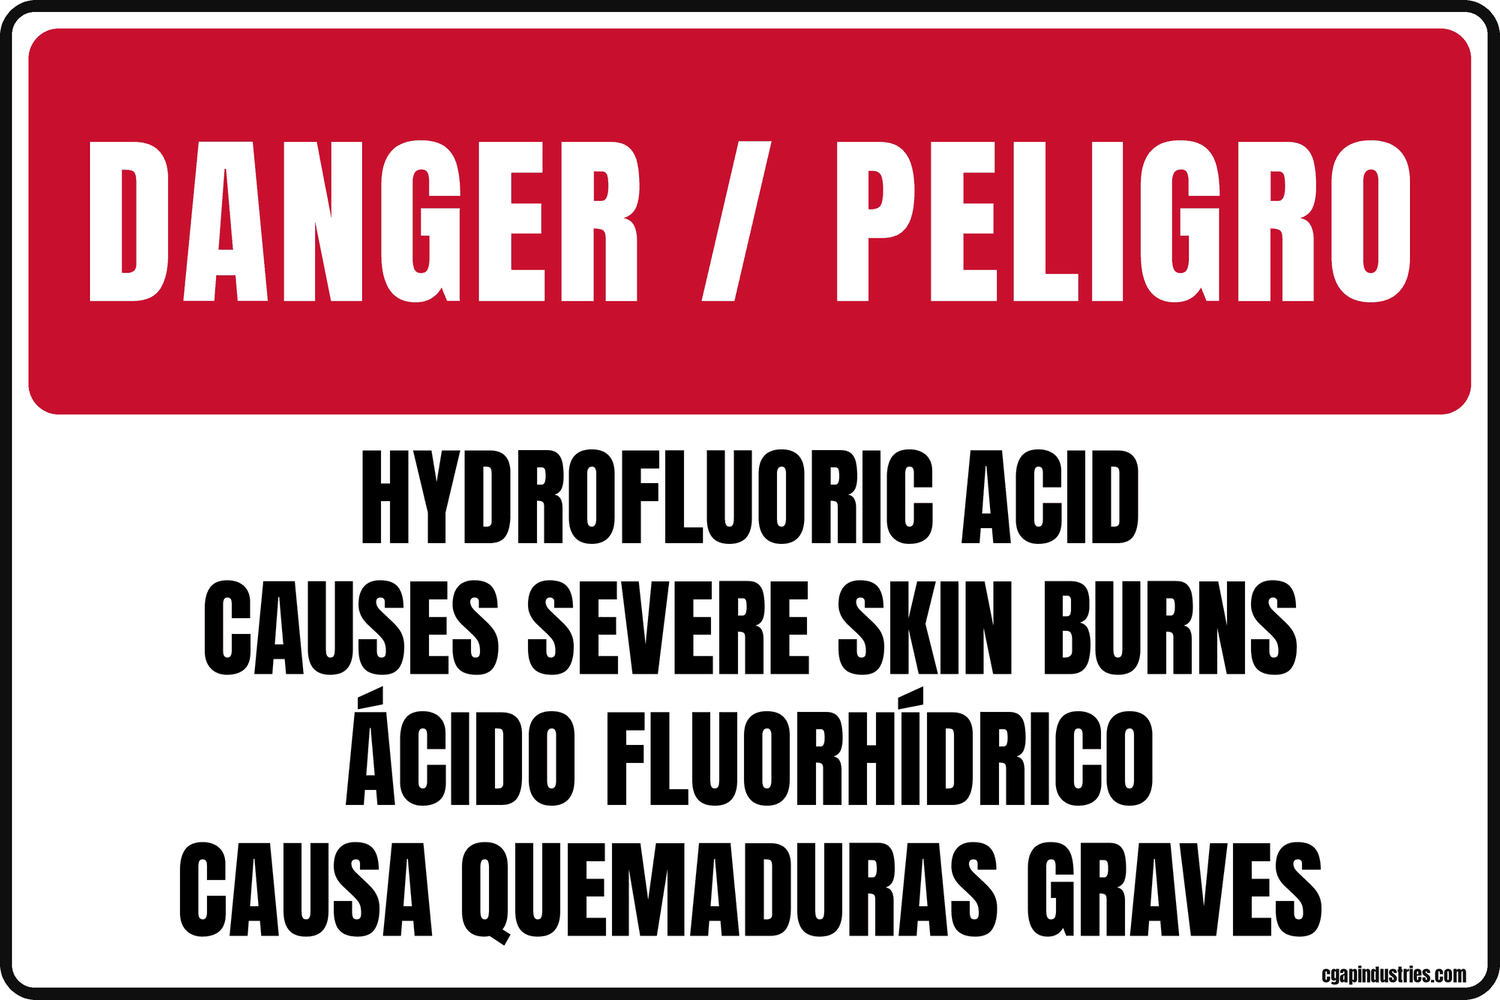 DANGER / PELIGRO
HYDROFLUORIC ACID
CAUSES SEVERE SKIN BURNS
ÁCIDO FLUORHÍDRICO
CAUSA QUEMADURAS GRAVES
cgapindustries.com